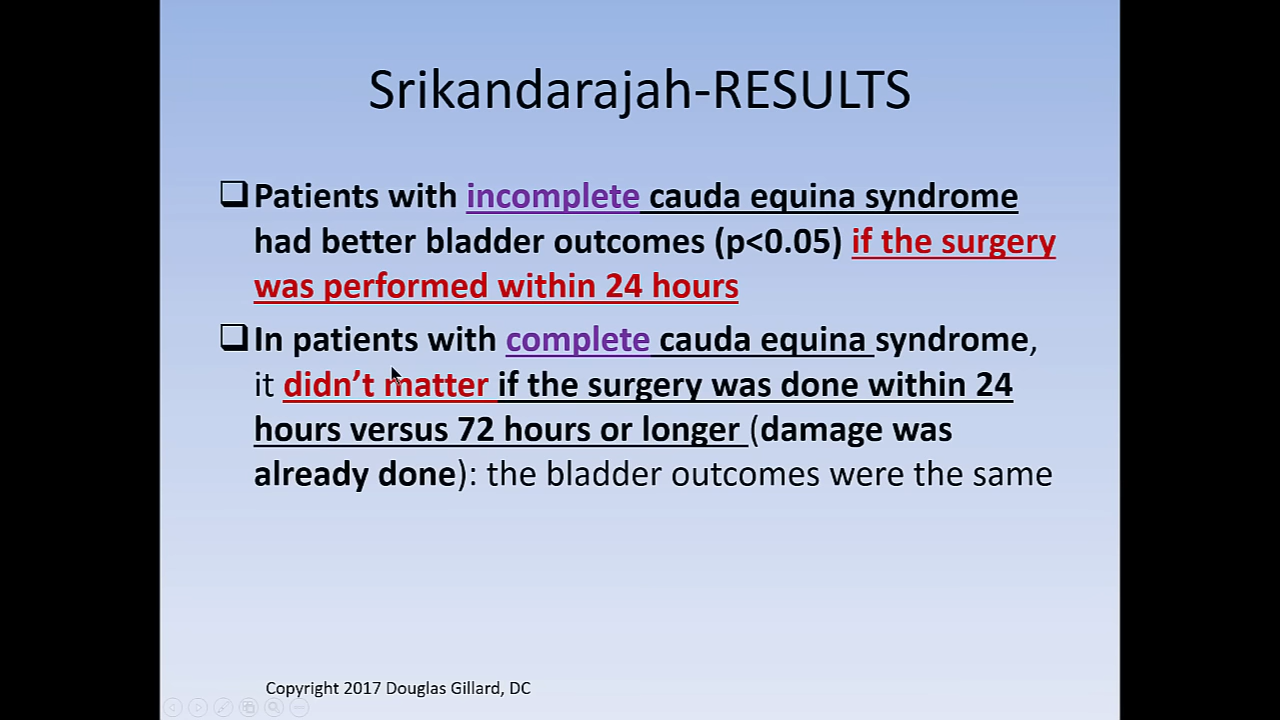 Srikandarajah-RESULTS
Patients with incomplete cauda equina syndrome
had better bladder outcomes (p<0.05) if the surgery
was performed within 24 hours
In patients with complete cauda equina syndrome,
it didn’t matter if the surgery was done within 24
hours versus 72 hours or longer (damage was
already done): the bladder outcomes were the same
Copyright 2017 Douglas Gillard, DC